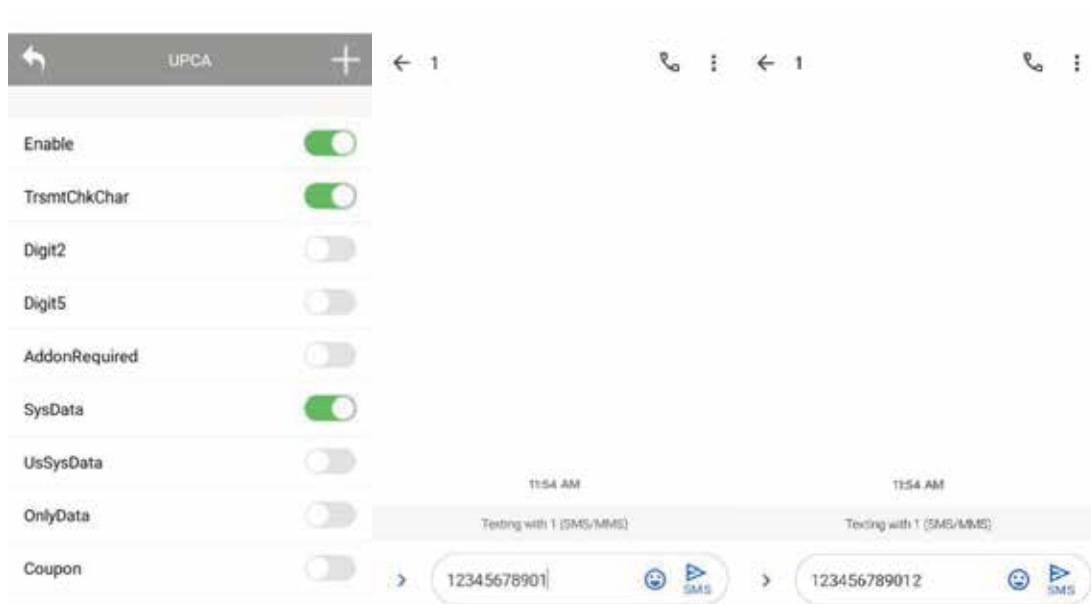 UPCA
Enable
TrsmtChkChar
Digit2
Digit5
AddonRequired
SysData
UsSysData
OnlyData
Coupon
1
11:54 AM
Texting with 1 (SMS/MMS)
12345678901
SMS
1
11:54 AM
Texting with 1 (SMS/MMS)
123456789012
SMS